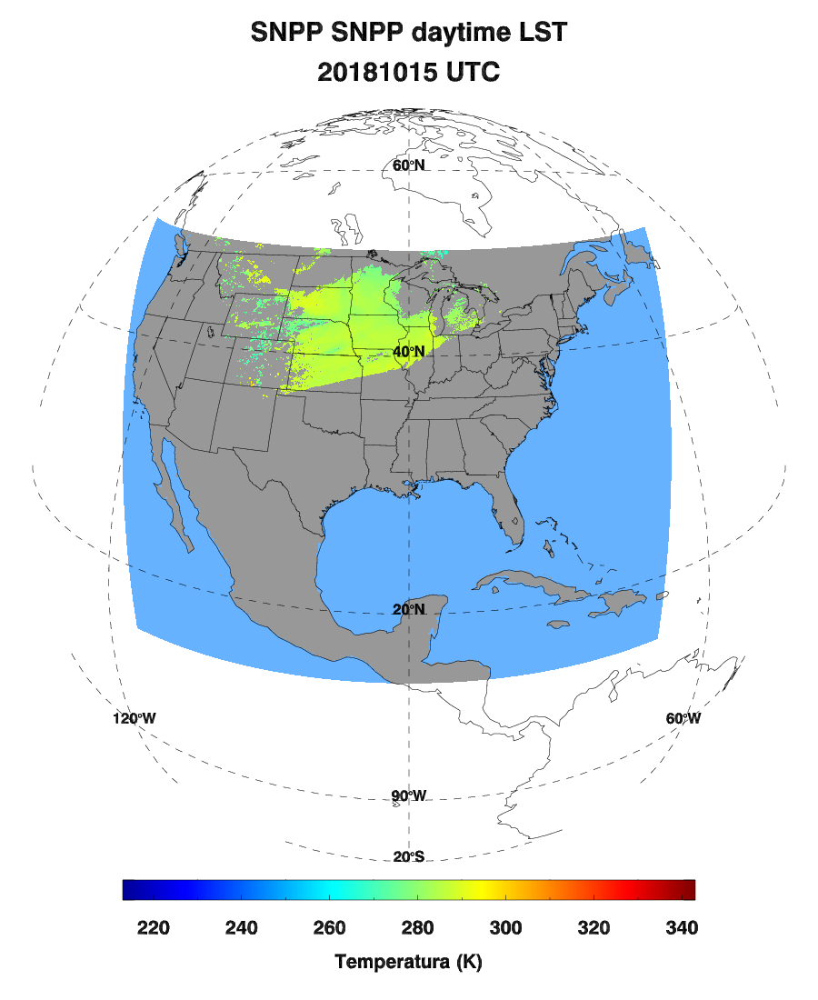 SNPP SNPP daytime LST
20181015 UTC
60°N
40°N
20°N
120°W
60°W
90°W
20°S
220 240 260 280 300 320 340
Temperatura (K)